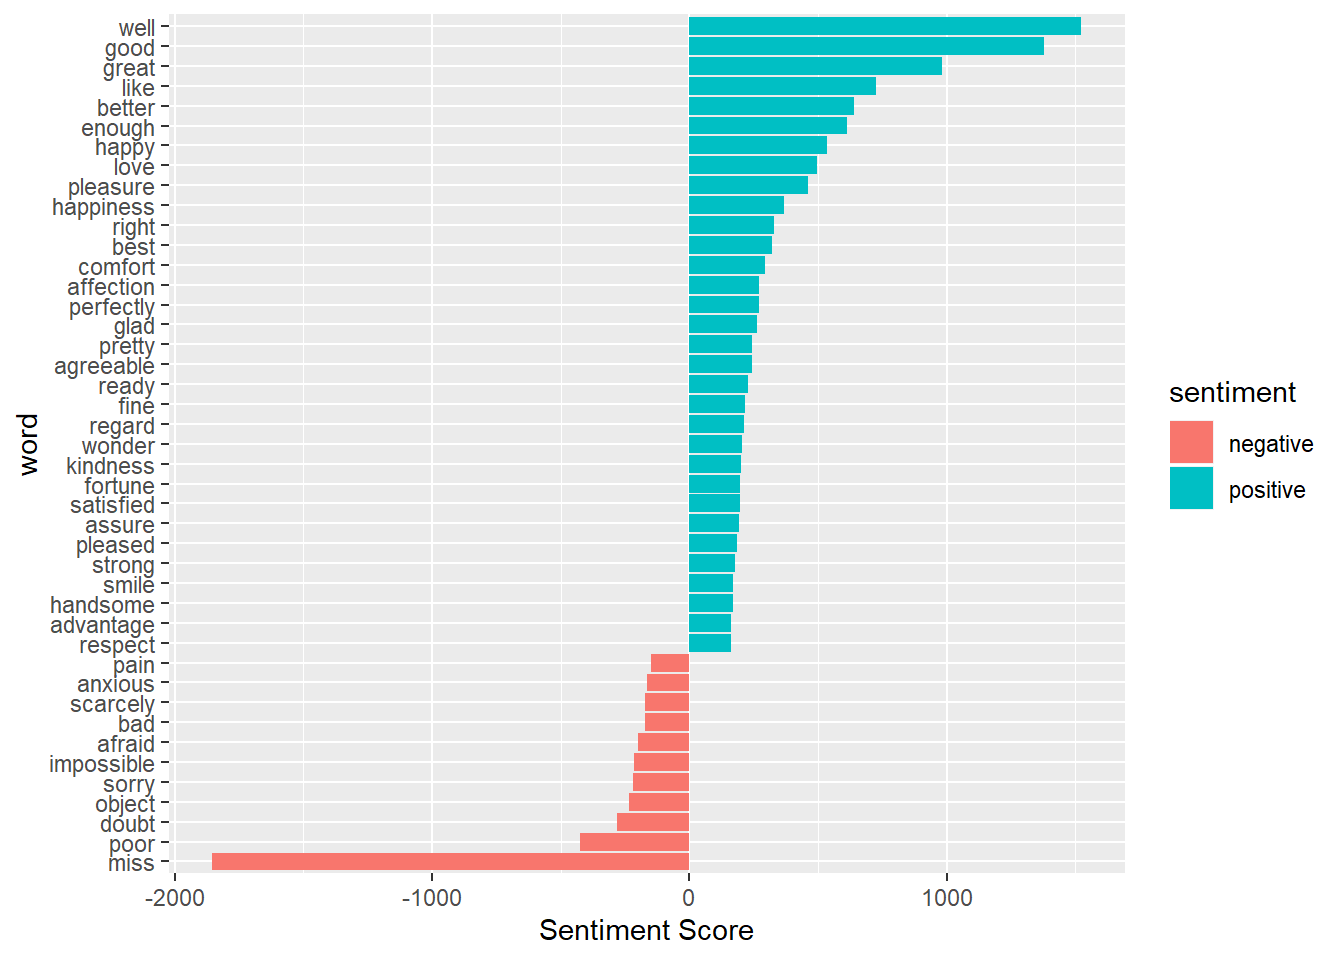 well
good
great
like
better
enough
happy
love
pleasure
happiness
right
best
comfort
affection
perfectly
glad
pretty
agreeable
ready
fine
regard
wonder
kindness
fortune
satisfied
assure
pleased
strong
smile
handsome
advantage
respect
pain
anxious
scarcely
bad
afraid
impossible
sorry
object
doubt
poor
miss
word
-2000 -1000 0 1000
Sentiment Score
sentiment
negative
positive